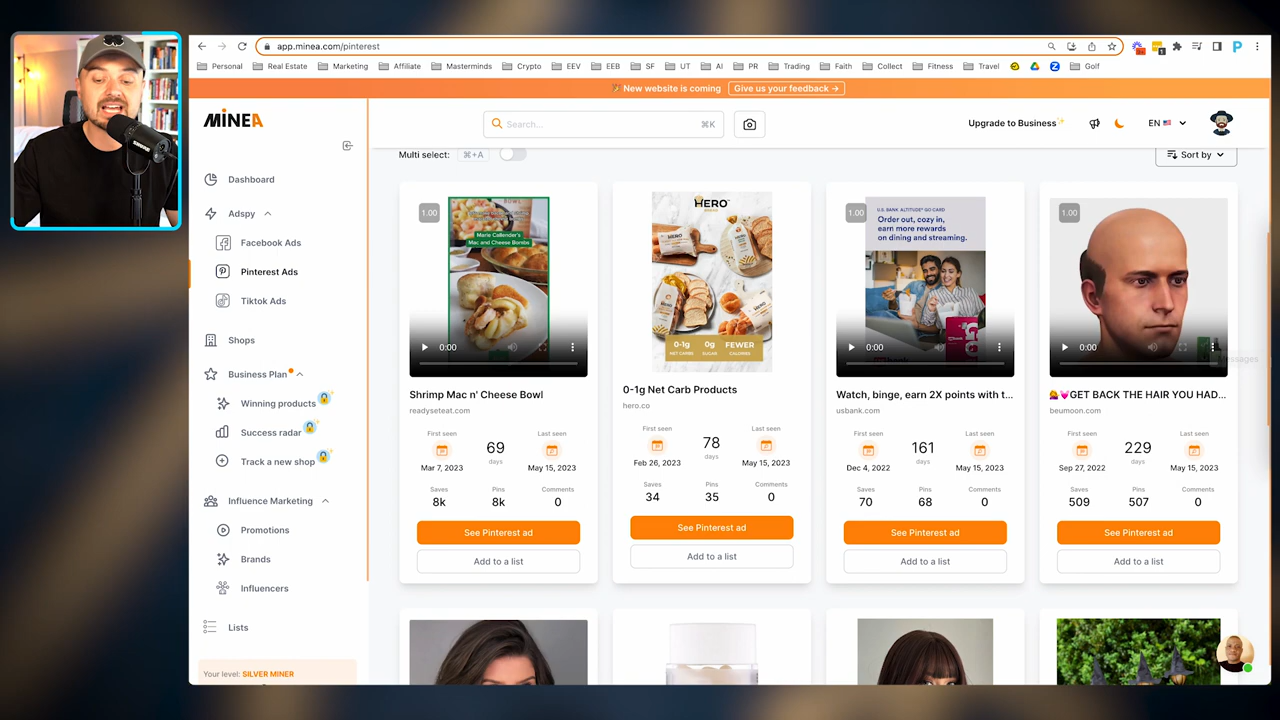 app.minea.com/pinterest
Personal Real Estate Marketing Affiliate Masterminds Crypto EEV EEB SF UT AI PR Trading Faith Collect Fitness Travel Golf
New website is coming Give us your feedback →
MINEA
Search... ⌘K
Upgrade to Business
EN
Multi select: ⌘+A
Sort by
Dashboard
Adspy
Facebook Ads
Pinterest Ads
Tiktok Ads
Shops
Business Plan
Winning products
Success radar
Track a new shop
Influence Marketing
Promotions
Brands
Influencers
Lists
Your level: SILVER MINER
1.00
Marie Callender's
Mac and Cheese Bombs
0:00
Shrimp Mac n' Cheese Bowl
readyseteat.com
First seen 69 days Last seen
Mar 7, 2023 May 15, 2023
Saves Pins Comments
8k 8k 0
See Pinterest ad
Add to a list
HERO
0-1g 0g FEWER
NET CARBS SUGAR CALORIES
0-1g Net Carb Products
hero.co
First seen 78 days Last seen
Feb 26, 2023 May 15, 2023
Saves Pins Comments
34 35 0
See Pinterest ad
Add to a list
1.00
U.S. BANK ALTITUDE® GO CARD
Order out, cozy in,
earn more rewards
on dining and streaming.
0:00
Watch, binge, earn 2X points with t...
usbank.com
First seen 161 days Last seen
Dec 4, 2022 May 15, 2023
Saves Pins Comments
70 68 0
See Pinterest ad
Add to a list
1.00
0:00
GET BACK THE HAIR YOU HAD...
beumoon.com
First seen 229 days Last seen
Sep 27, 2022 May 15, 2023
Saves Pins Comments
509 507 0
See Pinterest ad
Add to a list